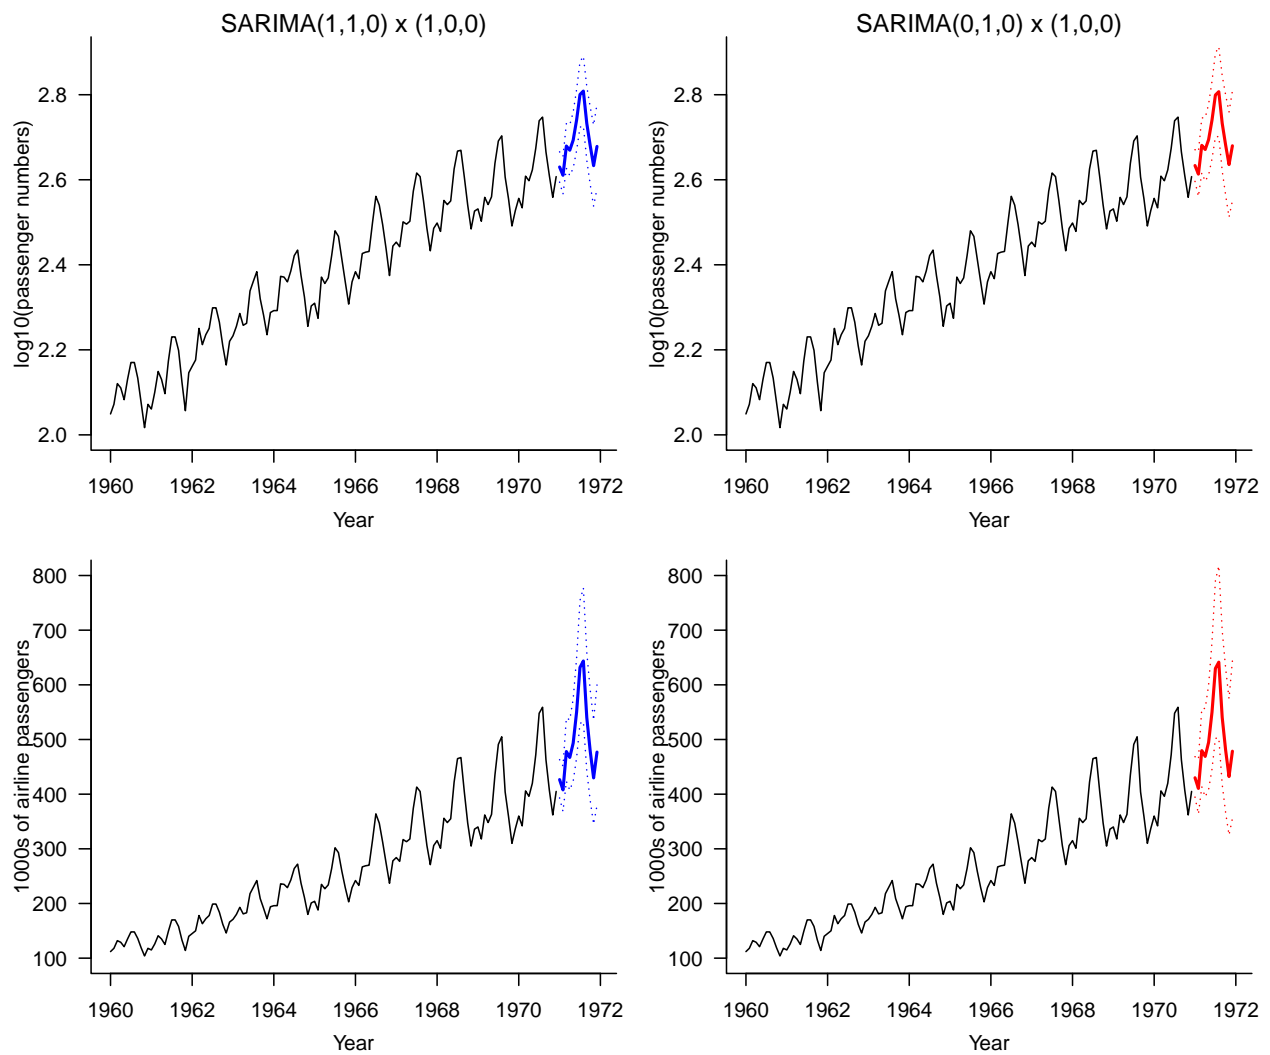 SARIMA(1,1,0) x (1,0,0)
log10(passenger numbers)
2.8
2.6
2.4
2.2
2.0
1960 1962 1964 1966 1968 1970 1972
Year
SARIMA(0,1,0) x (1,0,0)
log10(passenger numbers)
2.8
2.6
2.4
2.2
2.0
1960 1962 1964 1966 1968 1970 1972
Year
1000s of airline passengers
800
700
600
500
400
300
200
100
1960 1962 1964 1966 1968 1970 1972
Year
1000s of airline passengers
800
700
600
500
400
300
200
100
1960 1962 1964 1966 1968 1970 1972
Year